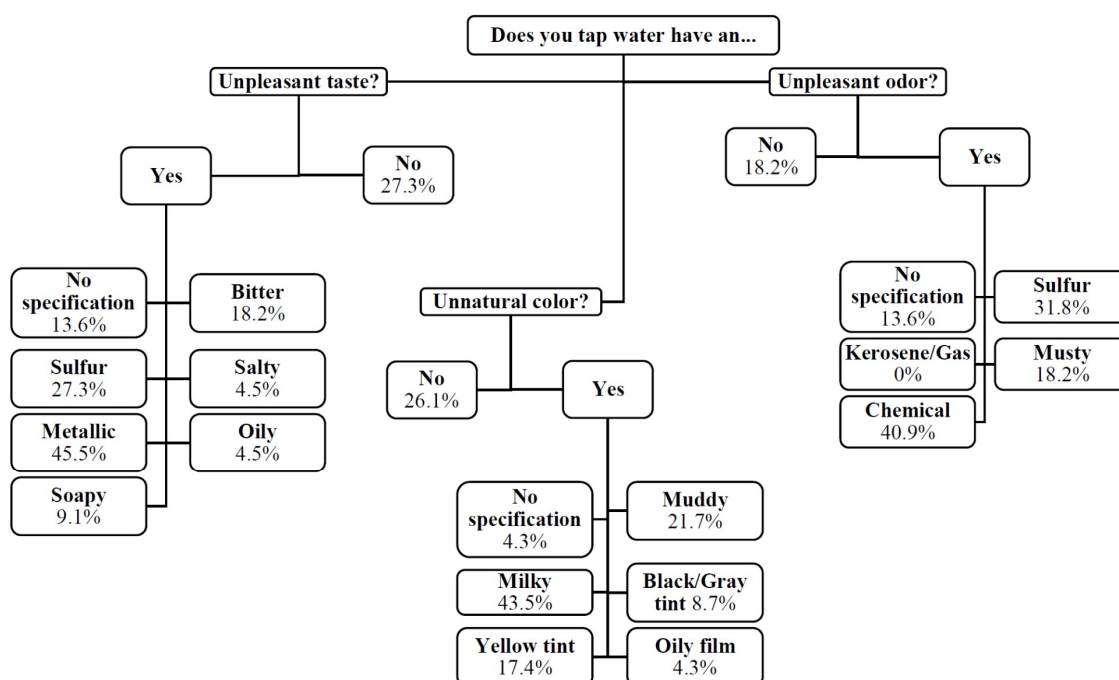 Does you tap water have an...
Unpleasant taste?
Yes
No
27.3%
No
specification
13.6%
Bitter
18.2%
Sulfur
27.3%
Salty
4.5%
Metallic
45.5%
Oily
4.5%
Soapy
9.1%
Unnatural color?
No
26.1%
Yes
No
specification
4.3%
Muddy
21.7%
Milky
43.5%
Black/Gray
tint 8.7%
Yellow tint
17.4%
Oily film
4.3%
Unpleasant odor?
No
18.2%
Yes
No
specification
13.6%
Sulfur
31.8%
Kerosene/Gas
0%
Musty
18.2%
Chemical
40.9%